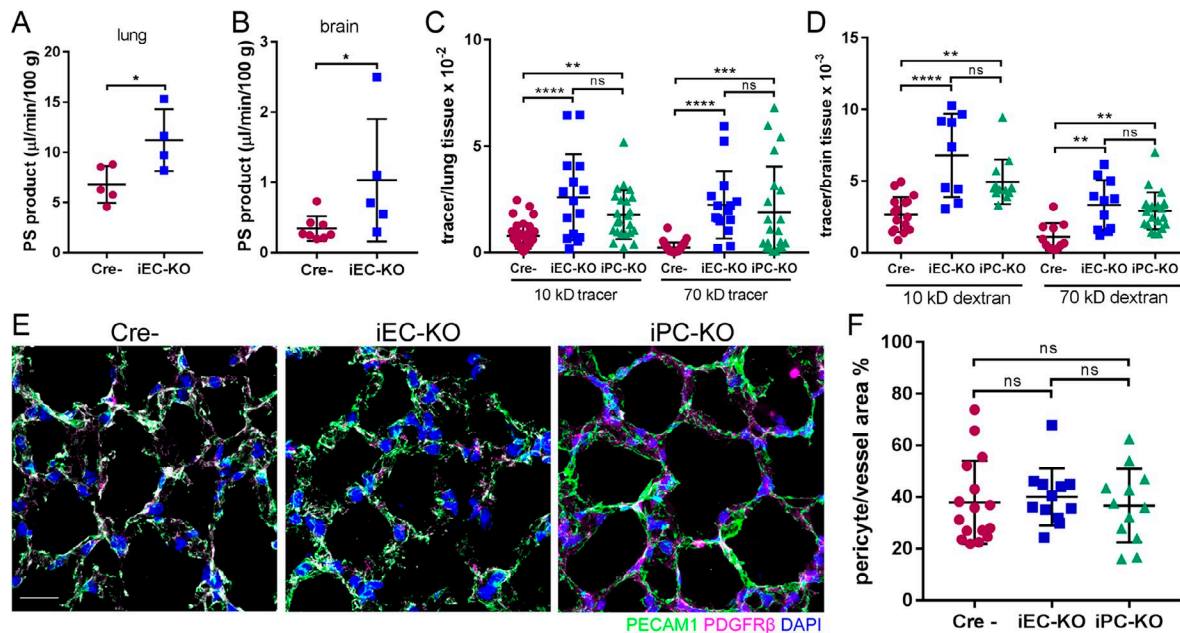 A
lung
PS product (µl/min/100 g)
20
15
10
5
0
*
Cre-
iEC-KO
B
brain
PS product (µl/min/100 g)
3
2
1
0
*
Cre-
iEC-KO
C
tracer/lung tissue x 10⁻²
10
8
6
4
2
0
**
**** ns
***
**** ns
Cre- iEC-KO iPC-KO Cre- iEC-KO iPC-KO
10 kD tracer 70 kD tracer
D
tracer/brain tissue x 10⁻³
15
10
5
0
**
**** ns
**
** ns
Cre- iEC-KO iPC-KO Cre- iEC-KO iPC-KO
10 kD dextran 70 kD dextran
E
Cre- iEC-KO iPC-KO
PECAM1 PDGFRβ DAPI
F
pericyte/vessel area %
100
80
60
40
20
0
ns
ns ns
Cre - iEC-KO iPC-KO